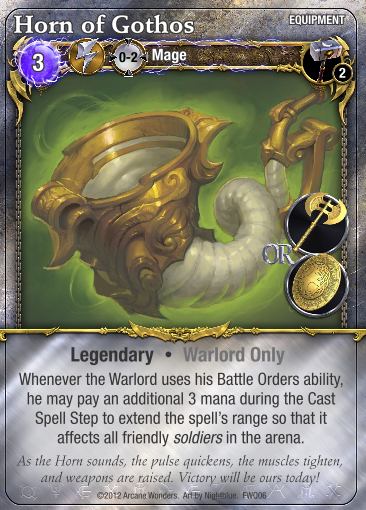 Horn of Gothos
EQUIPMENT
3
0-2
Mage
2
OR
Legendary • Warlord Only
Whenever the Warlord uses his Battle Orders ability,
he may pay an additional 3 mana during the Cast
Spell Step to extend the spell's range so that it
affects all friendly soldiers in the arena.
As the Horn sounds, the pulse quickens, the muscles tighten,
and weapons are raised. Victory will be ours today!
©2012 Arcane Wonders. Art by Nightblue. FWQ06